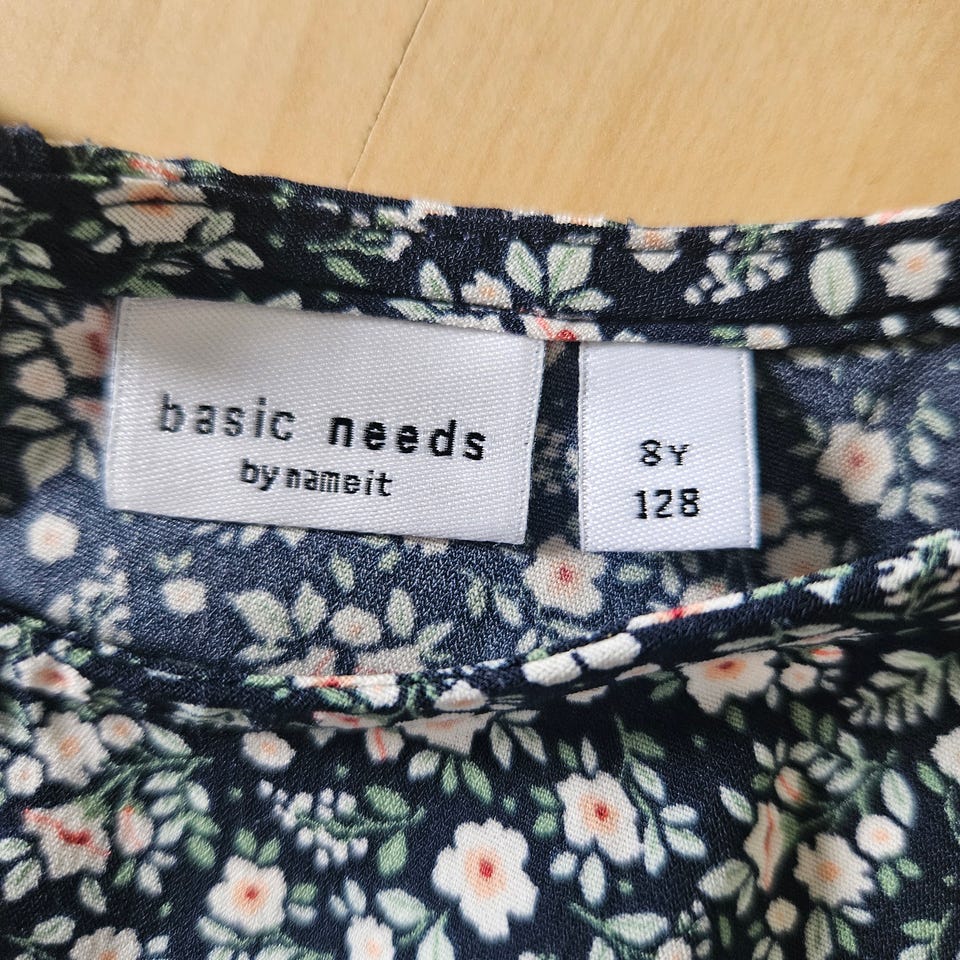 basic needs
by name it
8Y
128